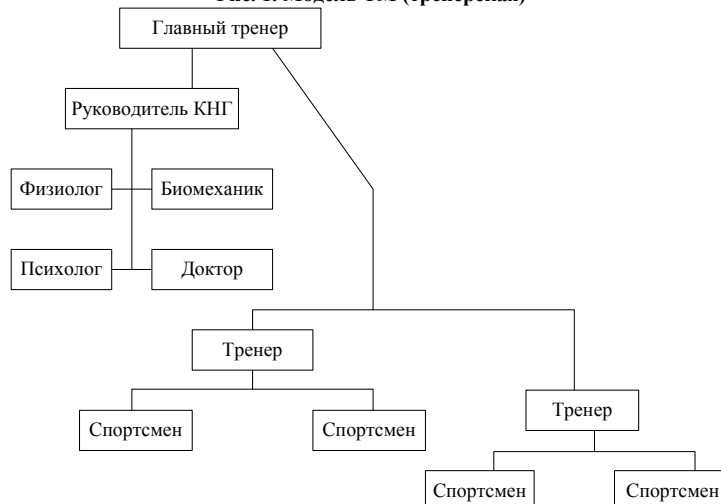 Главный тренер
Руководитель КНГ
Физиолог
Биомеханик
Психолог
Доктор
Тренер
Спортсмен
Спортсмен
Тренер
Спортсмен
Спортсмен